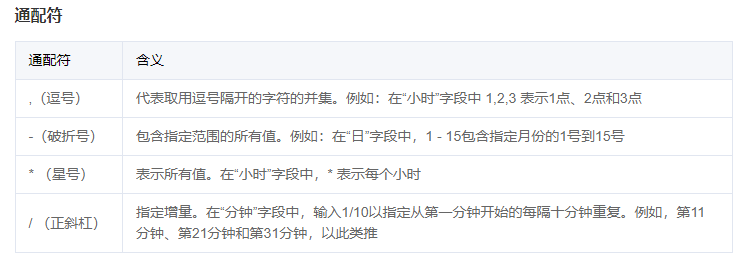 通配符
通配符 含义
,（逗号） 代表取用逗号隔开的字符的并集。例如：在“小时”字段中 1,2,3 表示1点、2点和3点
-（破折号） 包含指定范围的所有值。例如：在“日”字段中，1 - 15包含指定月份的1号到15号
* （星号） 表示所有值。在“小时”字段中，* 表示每个小时
/ （正斜杠） 指定增量。在“分钟”字段中，输入1/10以指定从第一分钟开始的每隔十分钟重复。例如，第11
分钟、第21分钟和第31分钟，以此类推